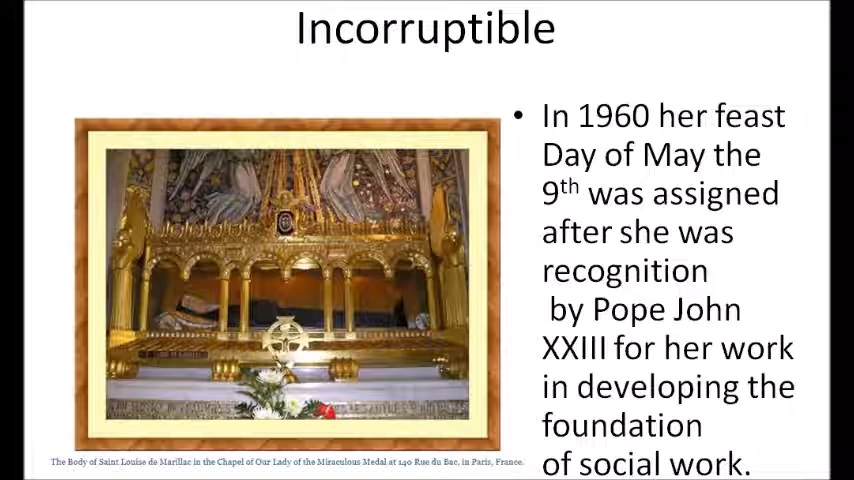 Incorruptible
• In 1960 her feast
Day of May the
9th was assigned
after she was
recognition
by Pope John
XXIII for her work
in developing the
foundation
of social work.
The Body of Saint Louise de Marillac in the Chapel of Our Lady of the Miraculous Medal at 140 Rue du Bac, in Paris, France.